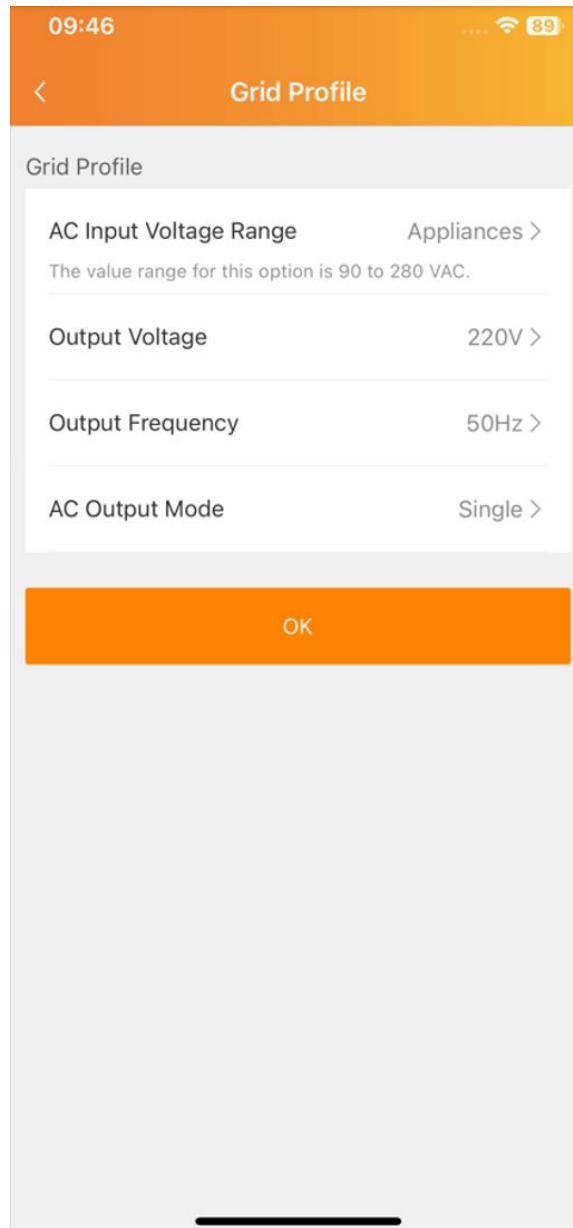 09:46
89
Grid Profile
Grid Profile
AC Input Voltage Range
Appliances
The value range for this option is 90 to 280 VAC.
Output Voltage
220V
Output Frequency
50Hz
AC Output Mode
Single
OK